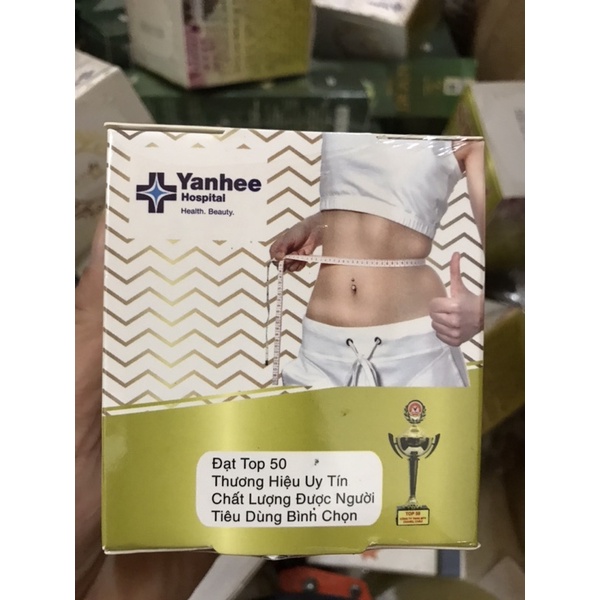 Yanhee
Hospital
Health. Beauty.
Đạt Top 50
Thương Hiệu Uy Tín
Chất Lượng Được Người
Tiêu Dùng Bình Chọn
TOP 50